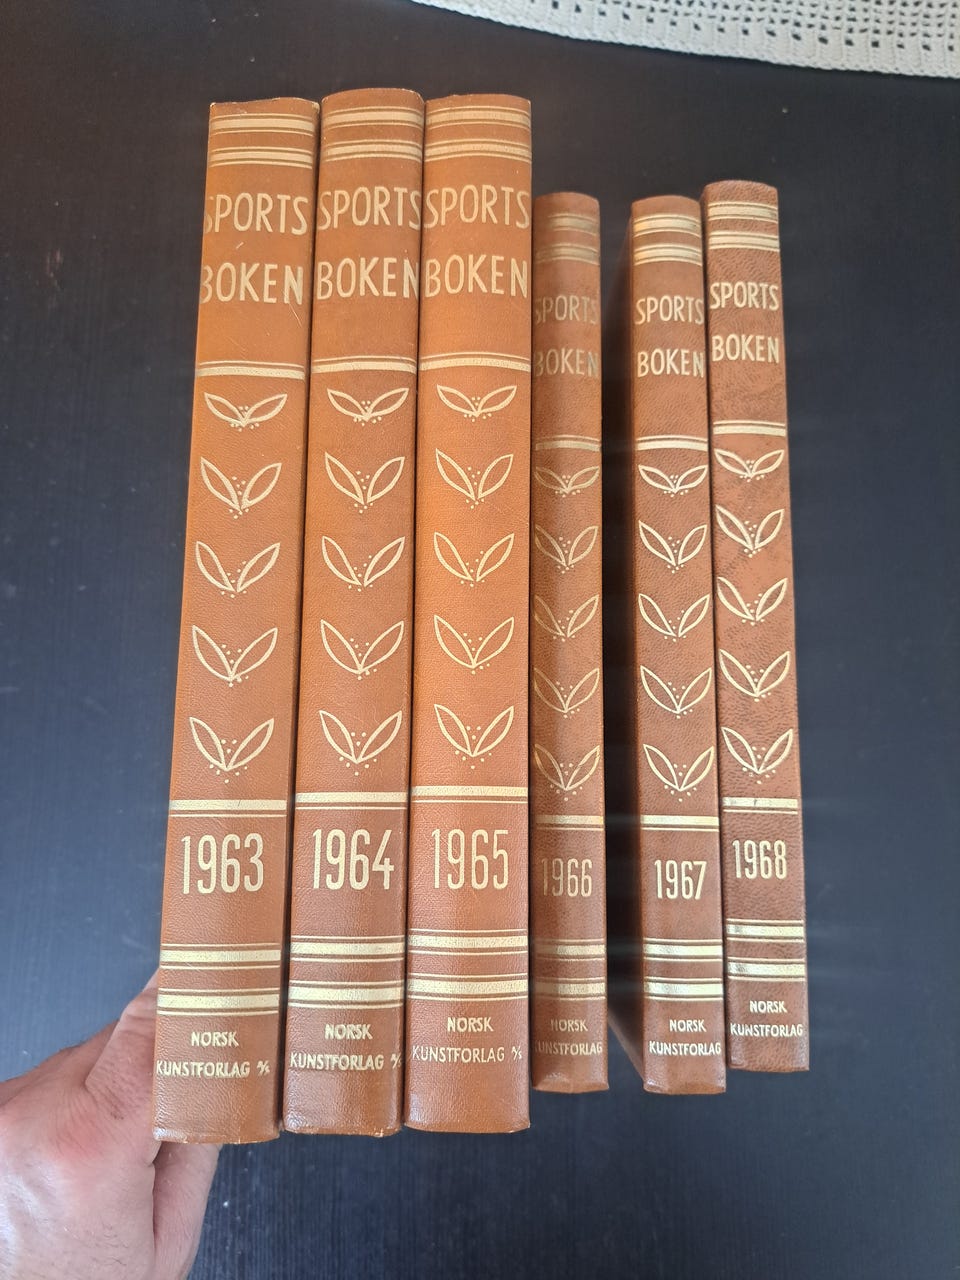 SPORTS
BOKEN
1963
NORSK
KUNSTFORLAG A/S
SPORTS
BOKEN
1964
NORSK
KUNSTFORLAG A/S
SPORTS
BOKEN
1965
NORSK
KUNSTFORLAG A/S
SPORTS
BOKEN
1966
NORSK
KUNSTFORLAG
SPORTS
BOKEN
1967
NORSK
KUNSTFORLAG
SPORTS
BOKEN
1968
NORSK
KUNSTFORLAG